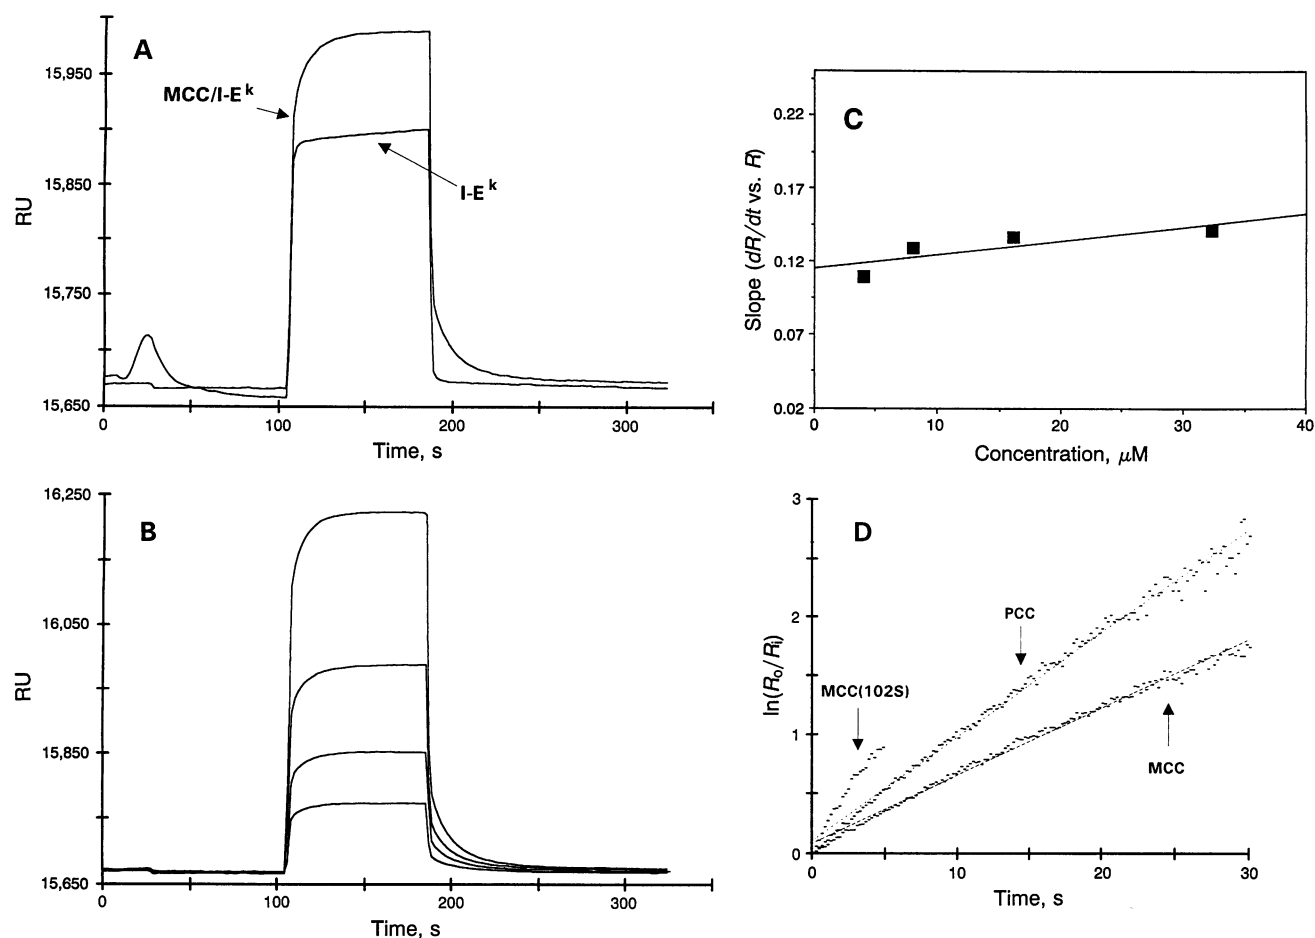 A
15,950
15,850
15,750
15,650
RU
MCC/I-E k
I-E k
0
100
200
300
Time, s
B
16,250
16,050
15,850
15,650
RU
0
100
200
300
Time, s
C
0.22
0.17
0.12
0.07
0.02
Slope (dR/dt vs. R)
0
10
20
30
40
Concentration, μM
D
3
2
1
0
ln(Ro/Ri)
MCC(102S)
PCC
MCC
0
10
20
30
Time, s